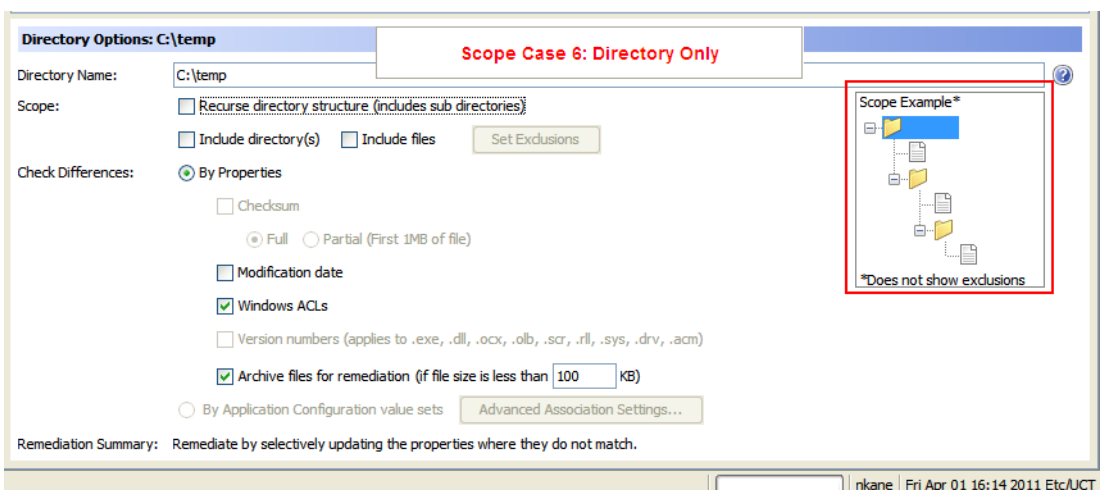 Directory Options: C:\temp
Scope Case 6: Directory Only
Directory Name: C:\temp
Scope: Recurse directory structure (includes sub directories)
Include directory(s) Include files Set Exclusions
Scope Example*
*Does not show exclusions
Check Differences: By Properties
Checksum
Full Partial (First 1MB of file)
Modification date
Windows ACLs
Version numbers (applies to .exe, .dll, .ocx, .olb, .scr, .rll, .sys, .drv, .acm)
Archive files for remediation (if file size is less than 100 KB)
By Application Configuration value sets Advanced Association Settings...
Remediation Summary: Remediate by selectively updating the properties where they do not match.
nkane Fri Apr 01 16:14 2011 Etc/UCT